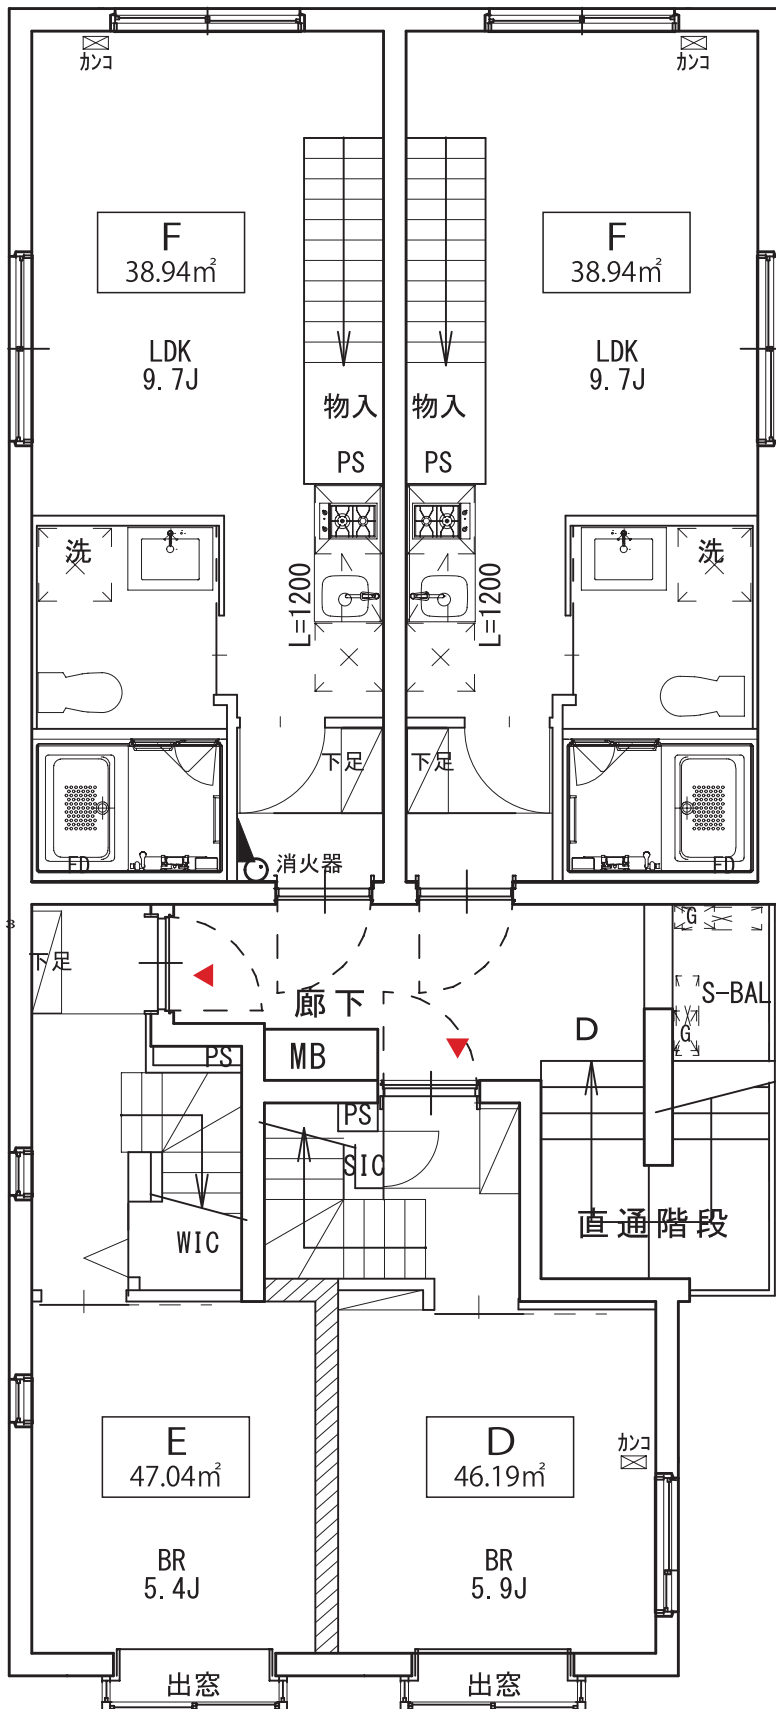 カンコ
カンコ
F
38.94㎡
F
38.94㎡
LDK
9.7J
LDK
9.7J
物入
物入
PS
PS
洗
洗
L=1200
L=1200
下足
下足
FD
FD
消火器
下足
廊下
G
S-BAL
G
D
PS
MB
PS
SIC
WIC
直通階段
E
47.04㎡
D
46.19㎡
カンコ
BR
5.4J
BR
5.9J
出窓
出窓